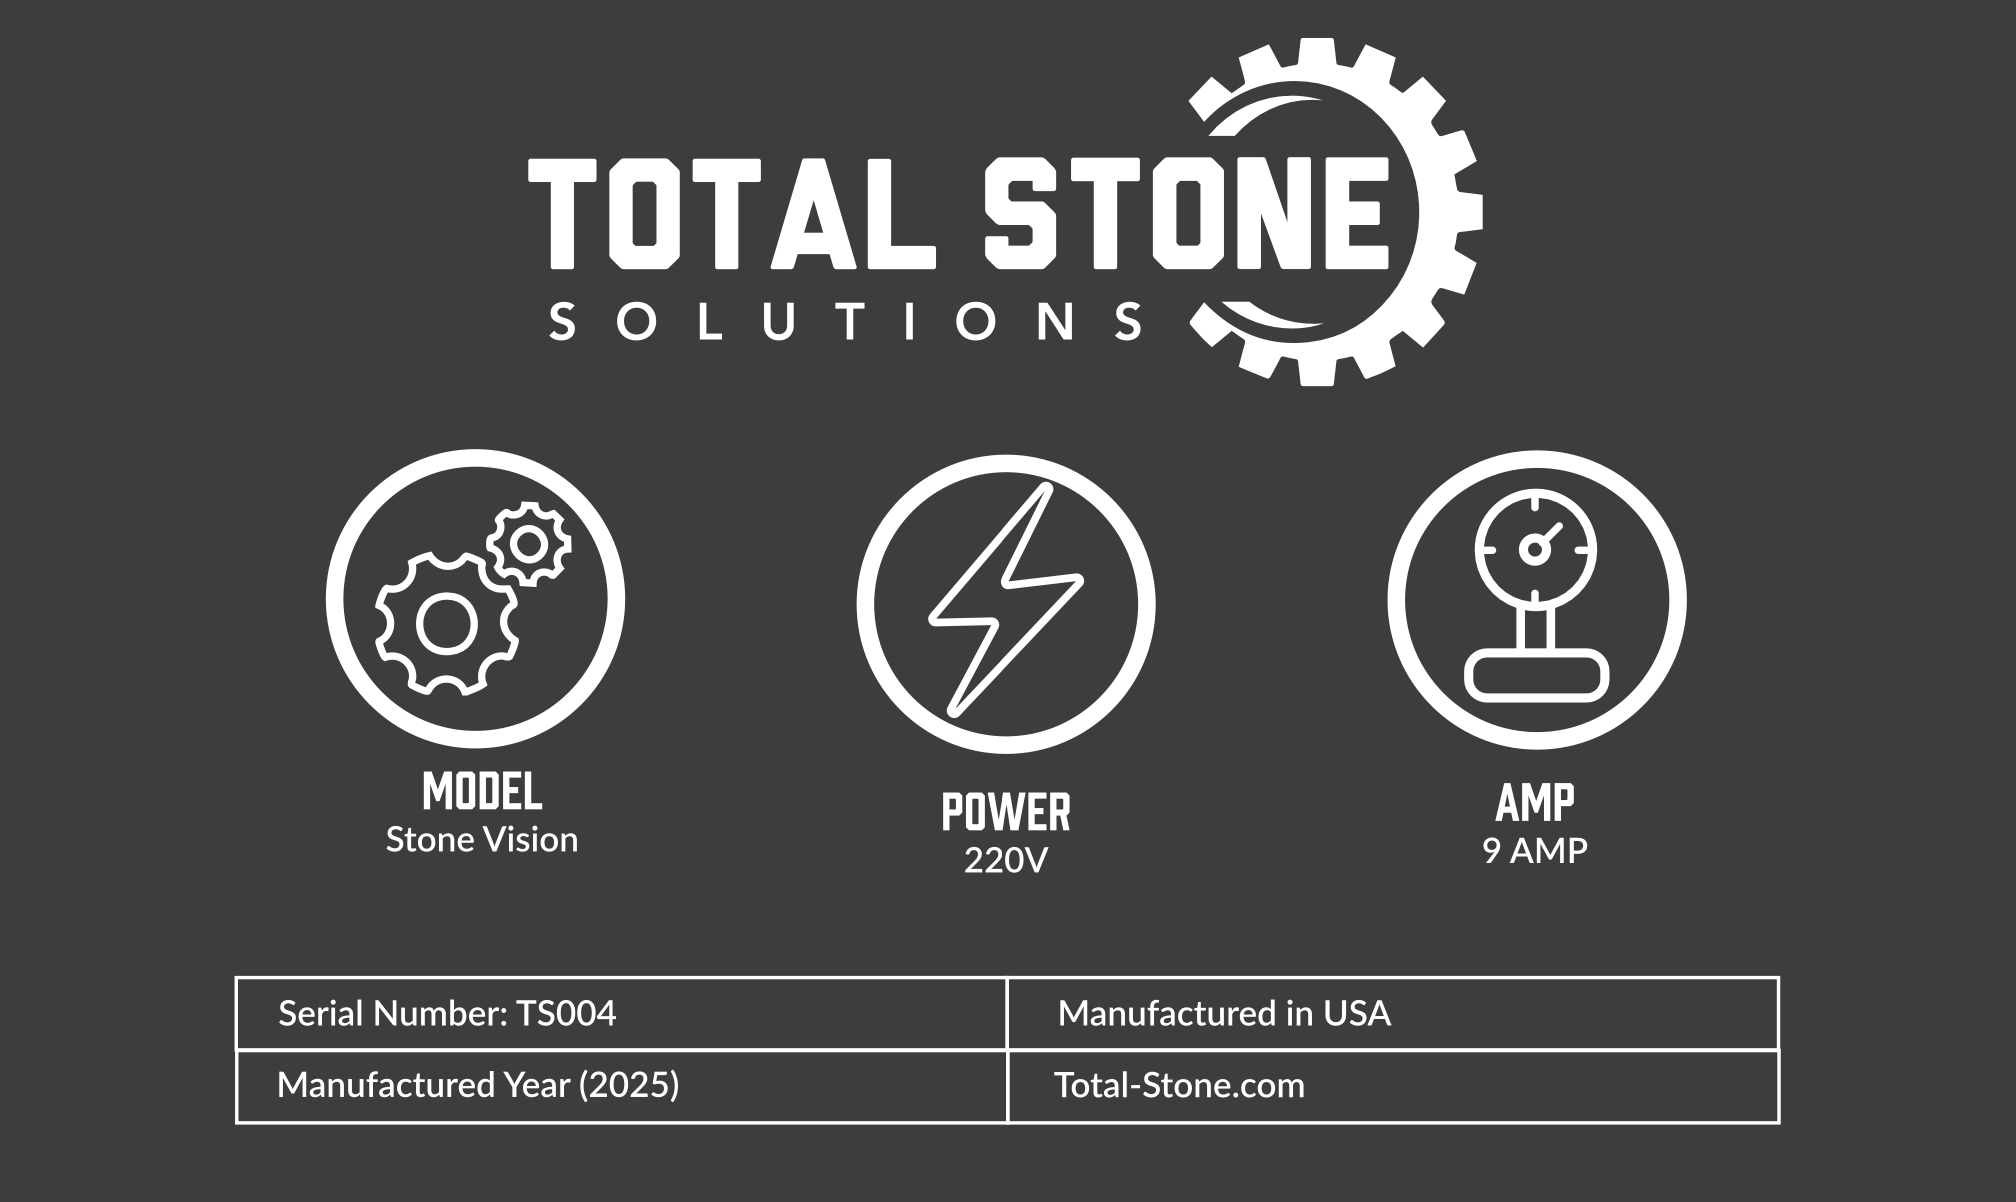 TOTAL STONE
SOLUTIONS
MODEL
Stone Vision
POWER
220V
AMP
9 AMP
Serial Number: TS004
Manufactured in USA
Manufactured Year (2025)
Total-Stone.com